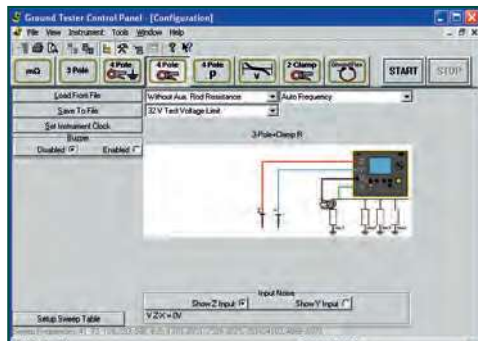 Ground Tester Control Panel - [Configuration]
File View Instrument Tools Window Help
mΩ 3 Pole 4 Pole 4 Pole 4 Pole P V 2 Clamp GroundFlex START STOP
Load From File Without Aux. Rod Resistance Auto Frequency
Save To File 32 V Test Voltage Limit
Set Instrument Clock
Buzzer
Disabled Enabled
3-Pole+Clamp R
Input Noise
Show Z Input Show Y Input
Setup Sweep Table